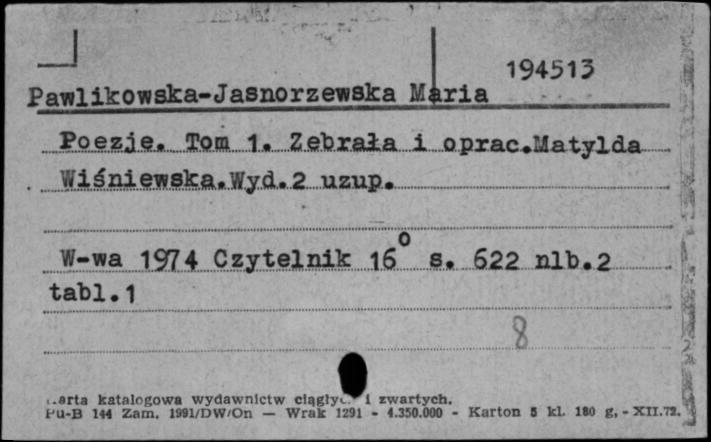 194513
Pawlikowska-Jasnorzewska Maria
Poezje. Tom 1. Zebrała i oprac.Matylda
Wiśniewska.Wyd.2 uzup.
W-wa 1974 Czytelnik 16° s. 622 nlb.2
tabl.1
8
Karta katalogowa wydawnictw ciągłych i zwartych.
Pu-B 144 Zam. 1991/DW/On — Wrak 1291 - 4.350.000 - Karton 5 kl. 180 g. - XII.72.